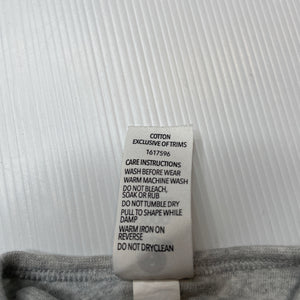 COTTON
EXCLUSIVE OF TRIMS
1617596
CARE INSTRUCTIONS
WASH BEFORE WEAR
WARM MACHINE WASH
DO NOT BLEACH,
SOAK OR RUB
DO NOT TUMBLE DRY
PULL TO SHAPE WHILE
DAMP
WARM IRON ON
REVERSE
DO NOT DRYCLEAN